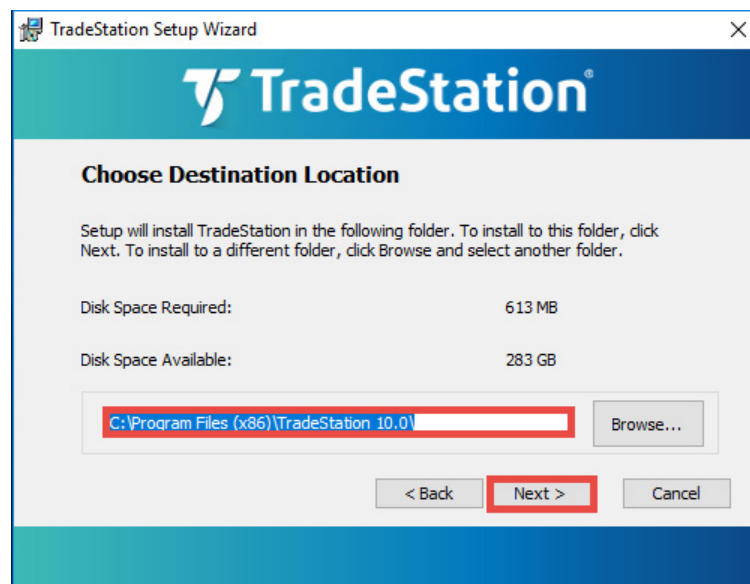 TradeStation Setup Wizard
TradeStation®
Choose Destination Location
Setup will install TradeStation in the following folder. To install to this folder, click
Next. To install to a different folder, click Browse and select another folder.
Disk Space Required: 613 MB
Disk Space Available: 283 GB
C:\Program Files (x86)\TradeStation 10.0\
Browse...
< Back Next > Cancel